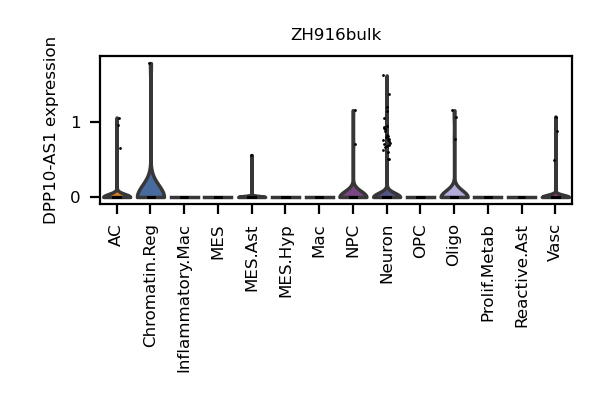 ZH916bulk
DPP10-AS1 expression
1
0
AC
Chromatin.Reg
Inflammatory.Mac
MES
MES.Ast
MES.Hyp
Mac
NPC
Neuron
OPC
Oligo
Prolif.Metab
Reactive.Ast
Vasc